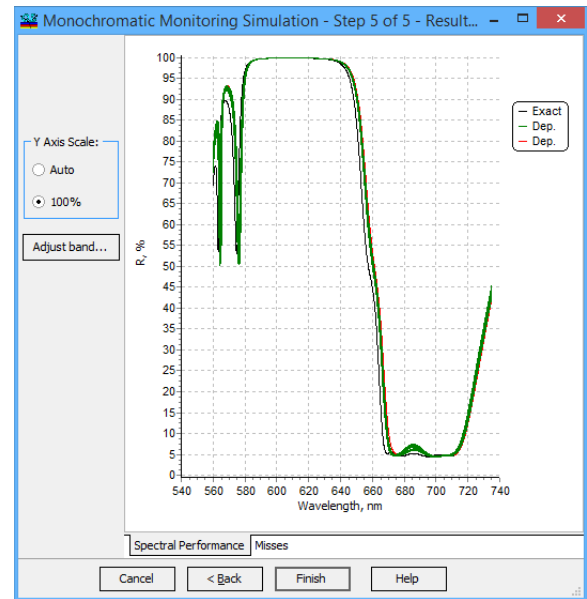 Monochromatic Monitoring Simulation - Step 5 of 5 - Result...
Y Axis Scale:
Auto
100%
Adjust band...
R, %
100
95
90
85
80
75
70
65
60
55
50
45
40
35
30
25
20
15
10
5
0
540 560 580 600 620 640 660 680 700 720 740
Wavelength, nm
Exact
Dep.
Dep.
Spectral Performance Misses
Cancel < Back Finish Help